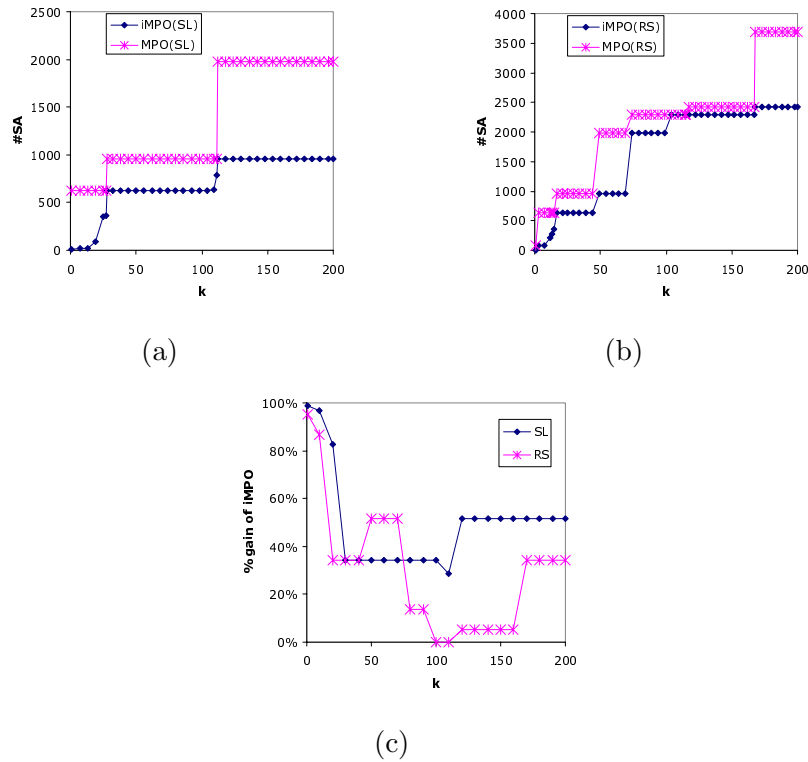 2500
2000
1500
1000
500
0
#SA
iMPO(SL)
MPO(SL)
0 50 100 150 200
k
(a)
4000
3500
3000
2500
2000
1500
1000
500
0
#SA
iMPO(RS)
MPO(RS)
0 50 100 150 200
k
(b)
100%
80%
60%
40%
20%
0%
% gain of iMPO
SL
RS
0 50 100 150 200
k
(c)